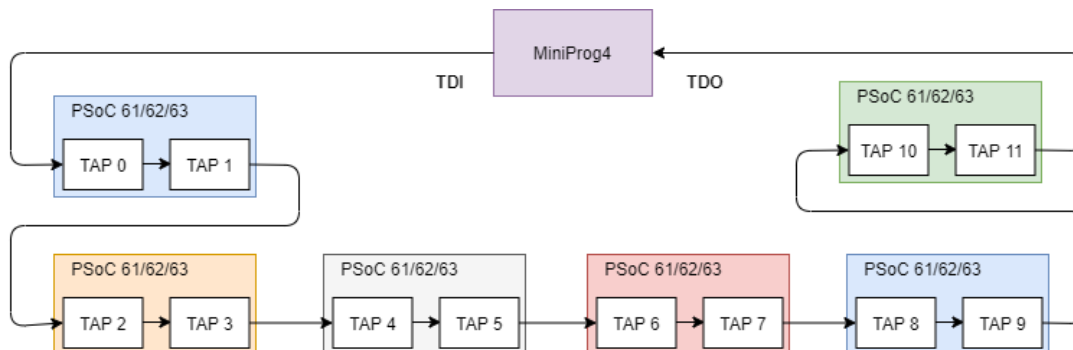 MiniProg4
TDI
TDO
PSoC 61/62/63
TAP 0
TAP 1
PSoC 61/62/63
TAP 10
TAP 11
PSoC 61/62/63
TAP 2
TAP 3
PSoC 61/62/63
TAP 4
TAP 5
PSoC 61/62/63
TAP 6
TAP 7
PSoC 61/62/63
TAP 8
TAP 9